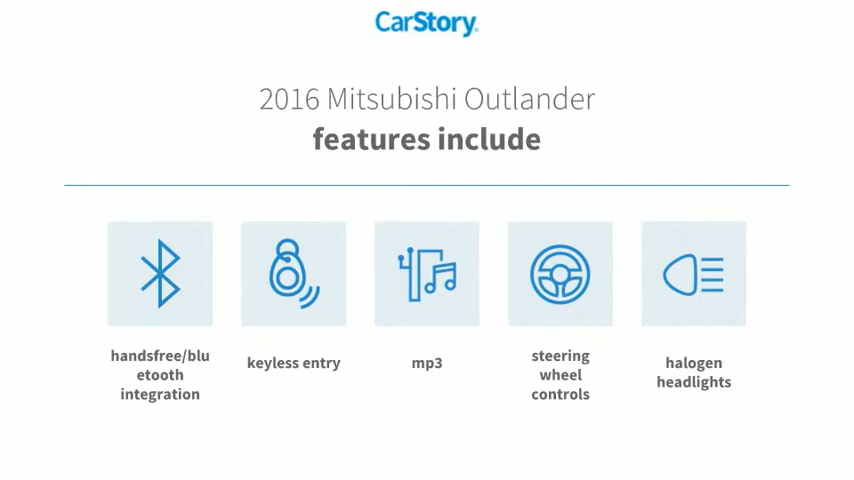 CarStory.
2016 Mitsubishi Outlander
features include
handsfree/blu
etooth
integration
keyless entry
mp3
steering
wheel
controls
halogen
headlights